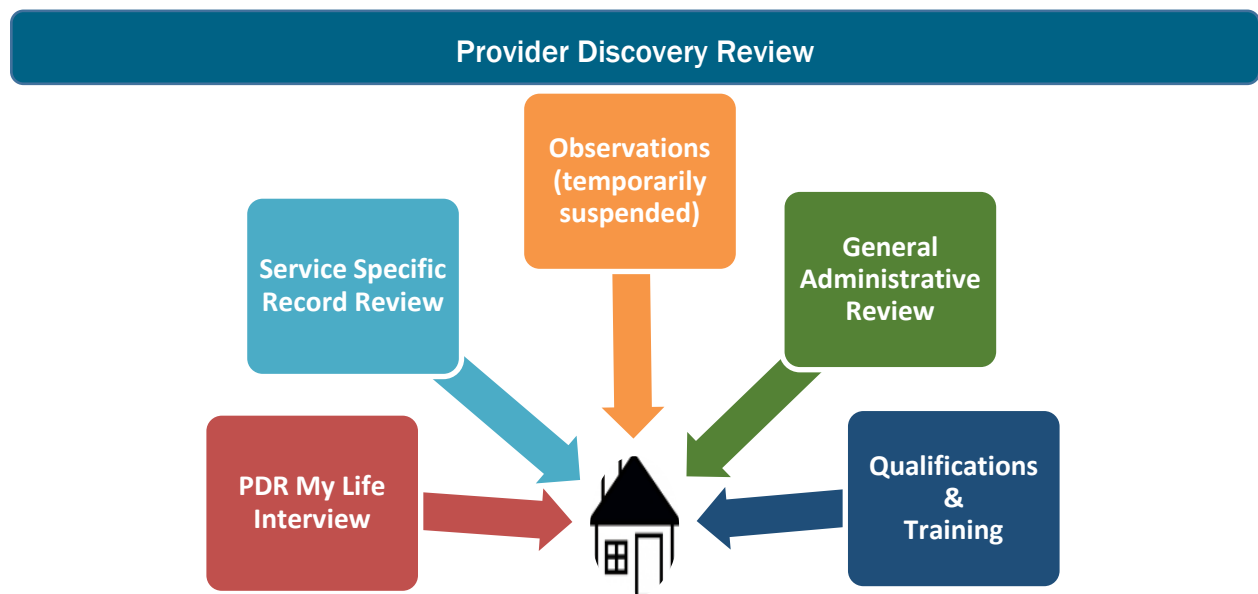 Provider Discovery Review
Observations
(temporarily
suspended)
Service Specific
Record Review
General
Administrative
Review
PDR My Life
Interview
Qualifications
&
Training